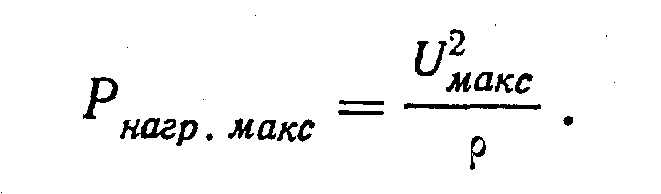 P нагр. макс = U² макс / ρ .